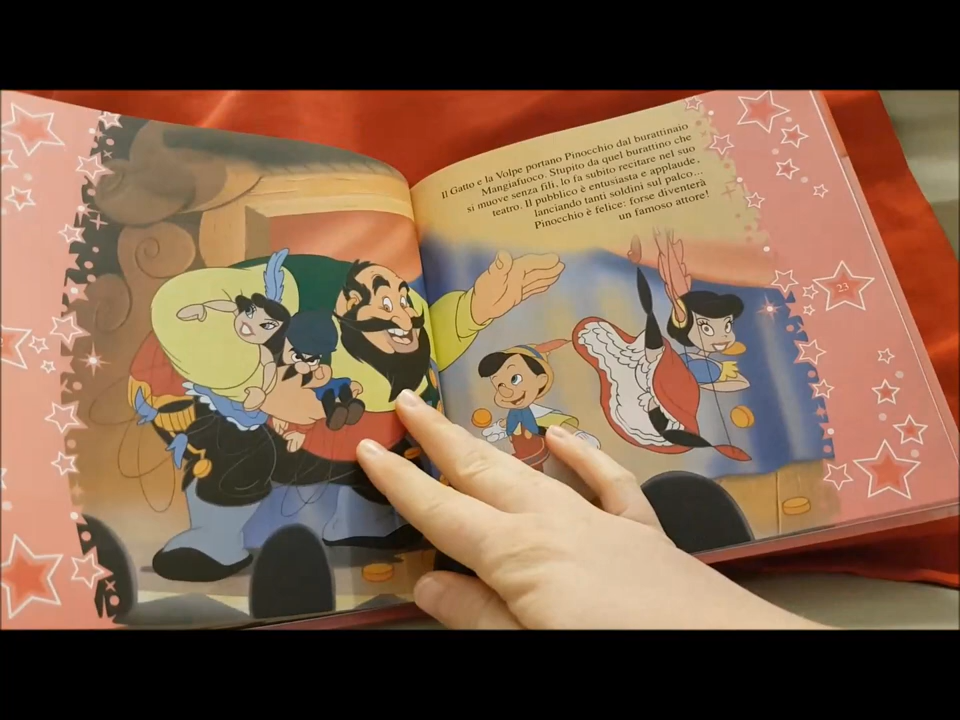 Il Gatto e la Volpe portano Pinocchio dal burattinaio
Mangiafuoco. Stupito da quel burattino che
si muove senza fili, lo fa subito recitare nel suo
teatro. Il pubblico è entusiasta e applaude,
lanciando tanti soldini sul palco...
Pinocchio è felice: forse diventerà
un famoso attore!
23